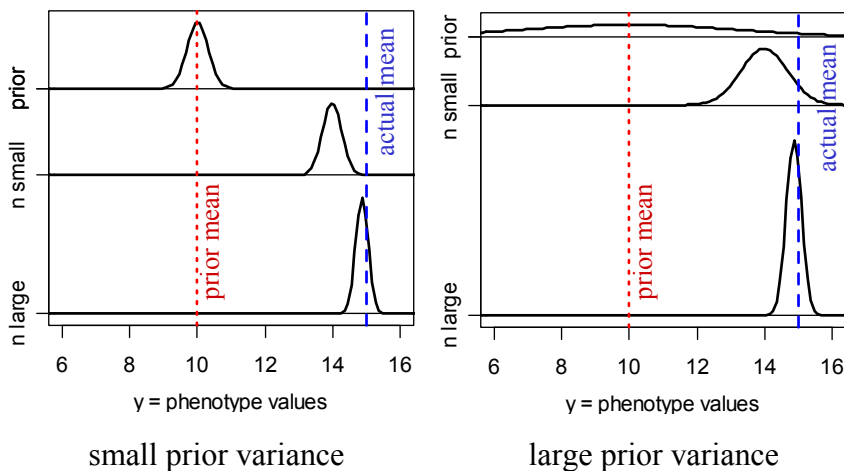 n large
n small
prior
prior mean
actual mean
6 8 10 12 14 16
y = phenotype values
small prior variance
n large
n small
prior
prior mean
actual mean
6 8 10 12 14 16
y = phenotype values
large prior variance